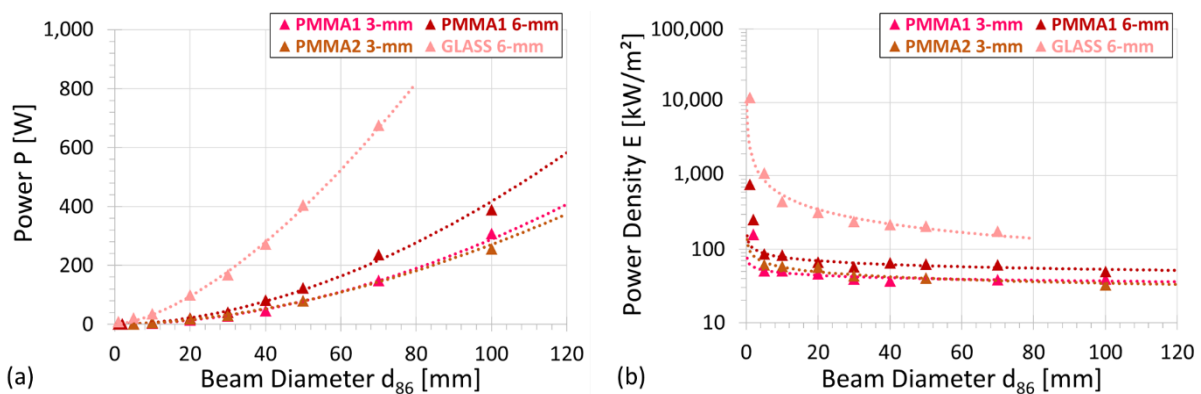 PMMA1 3-mm PMMA1 6-mm
PMMA2 3-mm GLASS 6-mm
1,000
800
600
400
200
0
Power P [W]
0 20 40 60 80 100 120
Beam Diameter d86 [mm]
(a)
PMMA1 3-mm PMMA1 6-mm
PMMA2 3-mm GLASS 6-mm
100,000
10,000
1,000
100
10
Power Density E [kW/m²]
0 20 40 60 80 100 120
Beam Diameter d86 [mm]
(b)